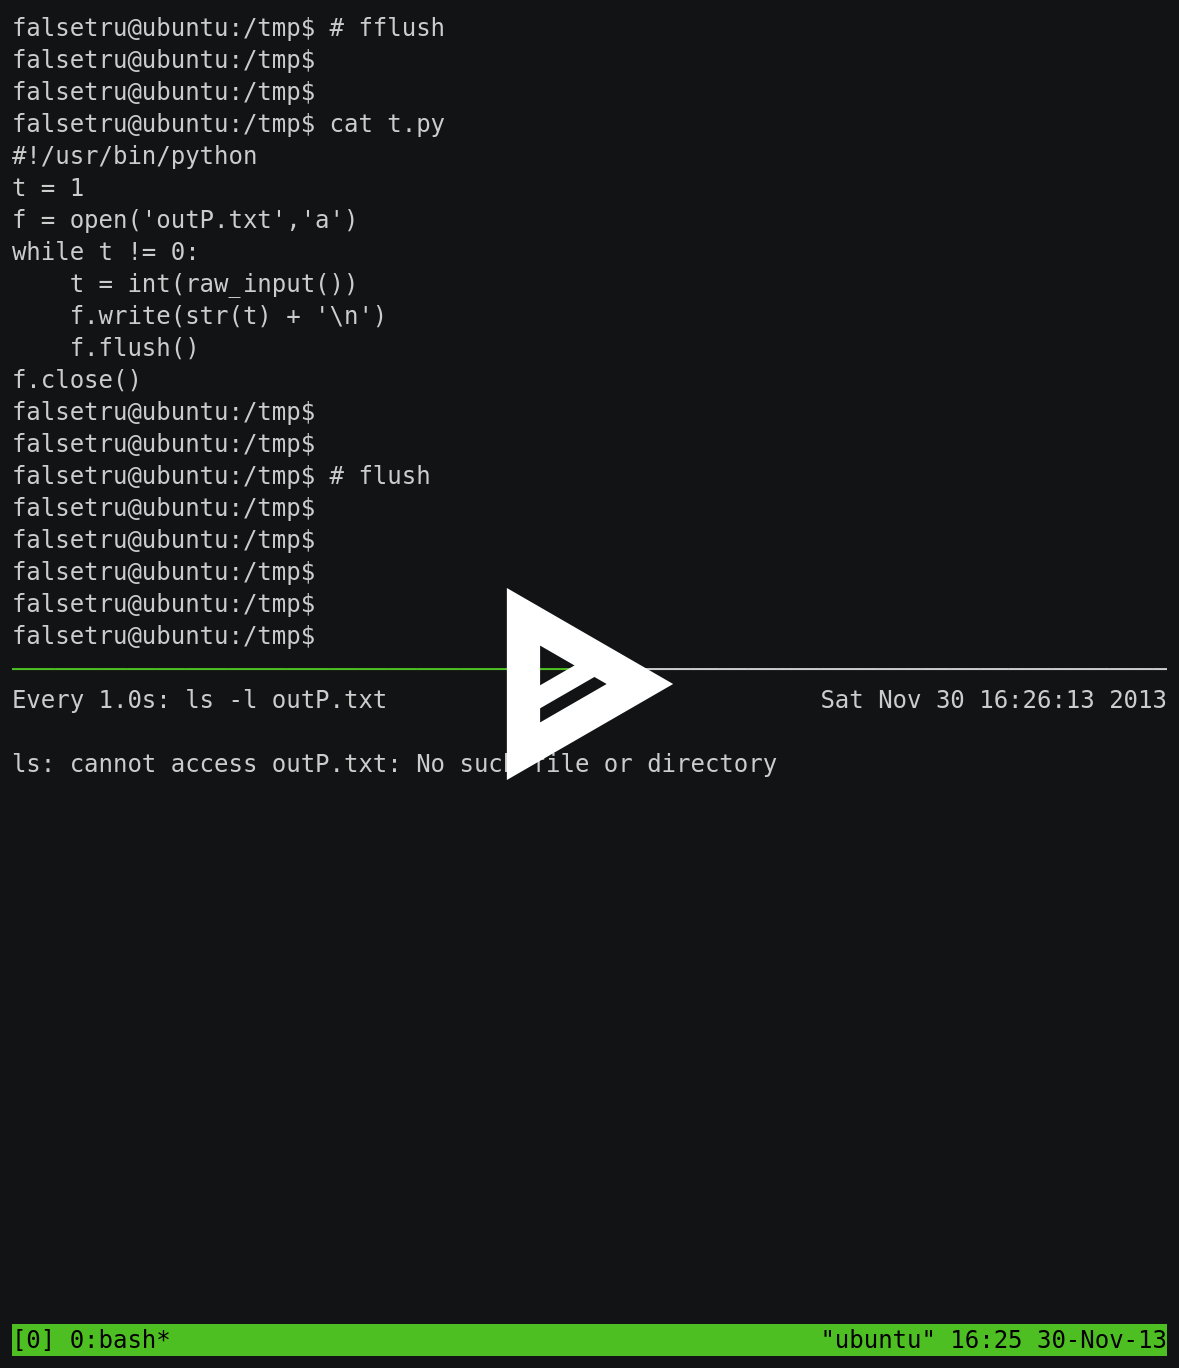 falsetru@ubuntu:/tmp$ # fflush
falsetru@ubuntu:/tmp$
falsetru@ubuntu:/tmp$
falsetru@ubuntu:/tmp$ cat t.py
#!/usr/bin/python
t = 1
f = open('outP.txt','a')
while t != 0:
    t = int(raw_input())
    f.write(str(t) + '\n')
    f.flush()
f.close()
falsetru@ubuntu:/tmp$
falsetru@ubuntu:/tmp$
falsetru@ubuntu:/tmp$ # flush
falsetru@ubuntu:/tmp$
falsetru@ubuntu:/tmp$
falsetru@ubuntu:/tmp$
falsetru@ubuntu:/tmp$
falsetru@ubuntu:/tmp$
Every 1.0s: ls -l outP.txt Sat Nov 30 16:26:13 2013
ls: cannot access outP.txt: No such file or directory
[0] 0:bash* "ubuntu" 16:25 30-Nov-13